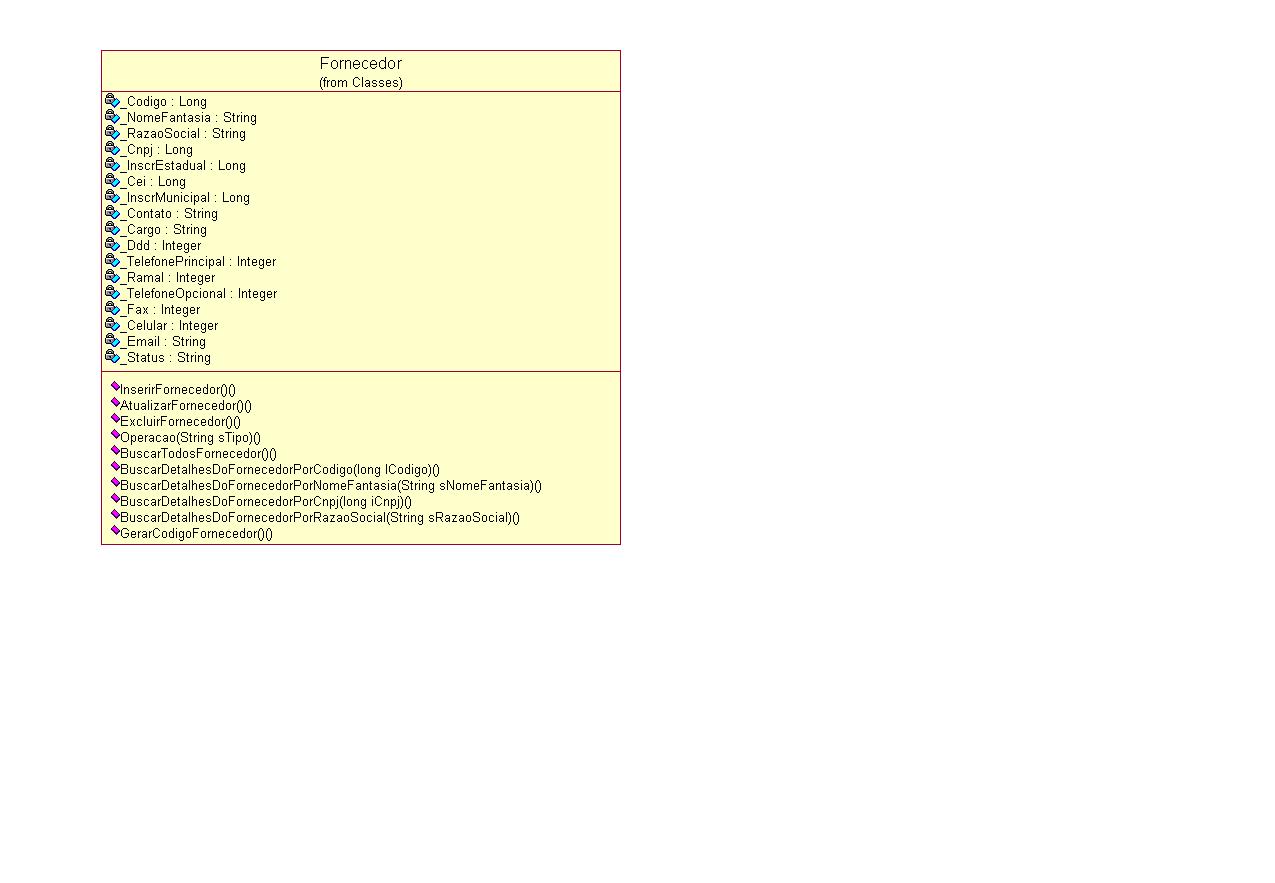 Fornecedor
(from Classes)
_Codigo : Long
_NomeFantasia : String
_RazaoSocial : String
_Cnpj : Long
_InscrEstadual : Long
_Cei : Long
_InscrMunicipal : Long
_Contato : String
_Cargo : String
_Ddd : Integer
_TelefonePrincipal : Integer
_Ramal : Integer
_TelefoneOpcional : Integer
_Fax : Integer
_Celular : Integer
_Email : String
_Status : String
InserirFornecedor()()
AtualizarFornecedor()()
ExcluirFornecedor()()
Operacao(String sTipo)()
BuscarTodosFornecedor()()
BuscarDetalhesDoFornecedorPorCodigo(long lCodigo)()
BuscarDetalhesDoFornecedorPorNomeFantasia(String sNomeFantasia)()
BuscarDetalhesDoFornecedorPorCnpj(long iCnpj)()
BuscarDetalhesDoFornecedorPorRazaoSocial(String sRazaoSocial)()
GerarCodigoFornecedor()()